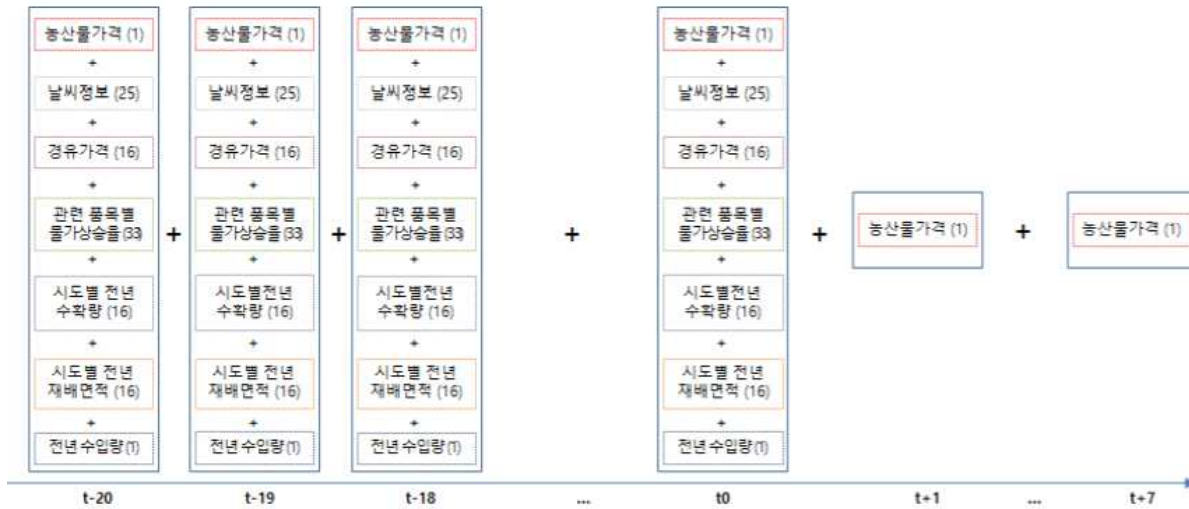 농산물가격 (1)
+
날씨정보 (25)
+
경유가격 (16)
+
관련 품목별
물가상승율 (33)
+
시도별 전년
수확량 (16)
+
시도별 전년
재배면적 (16)
+
전년 수입량 (1)
t-20
+
농산물가격 (1)
+
날씨정보 (25)
+
경유가격 (16)
+
관련 품목별
물가상승율 (33)
+
시도별전년
수확량 (16)
+
시도별 전년
재배면적 (16)
+
전년 수입량 (1)
t-19
+
농산물가격 (1)
+
날씨정보 (25)
+
경유가격 (16)
+
관련 품목별
물가상승율 (33)
+
시도별전년
수확량 (16)
+
시도별 전년
재배면적 (16)
+
전년 수입량 (1)
t-18
+
...
농산물가격 (1)
+
날씨정보 (25)
+
경유가격 (16)
+
관련 품목별
물가상승율 (33)
+
시도별전년
수확량 (16)
+
시도별 전년
재배면적 (16)
+
전년 수입량 (1)
t0
+
농산물가격 (1)
t+1
+
...
농산물가격 (1)
t+7